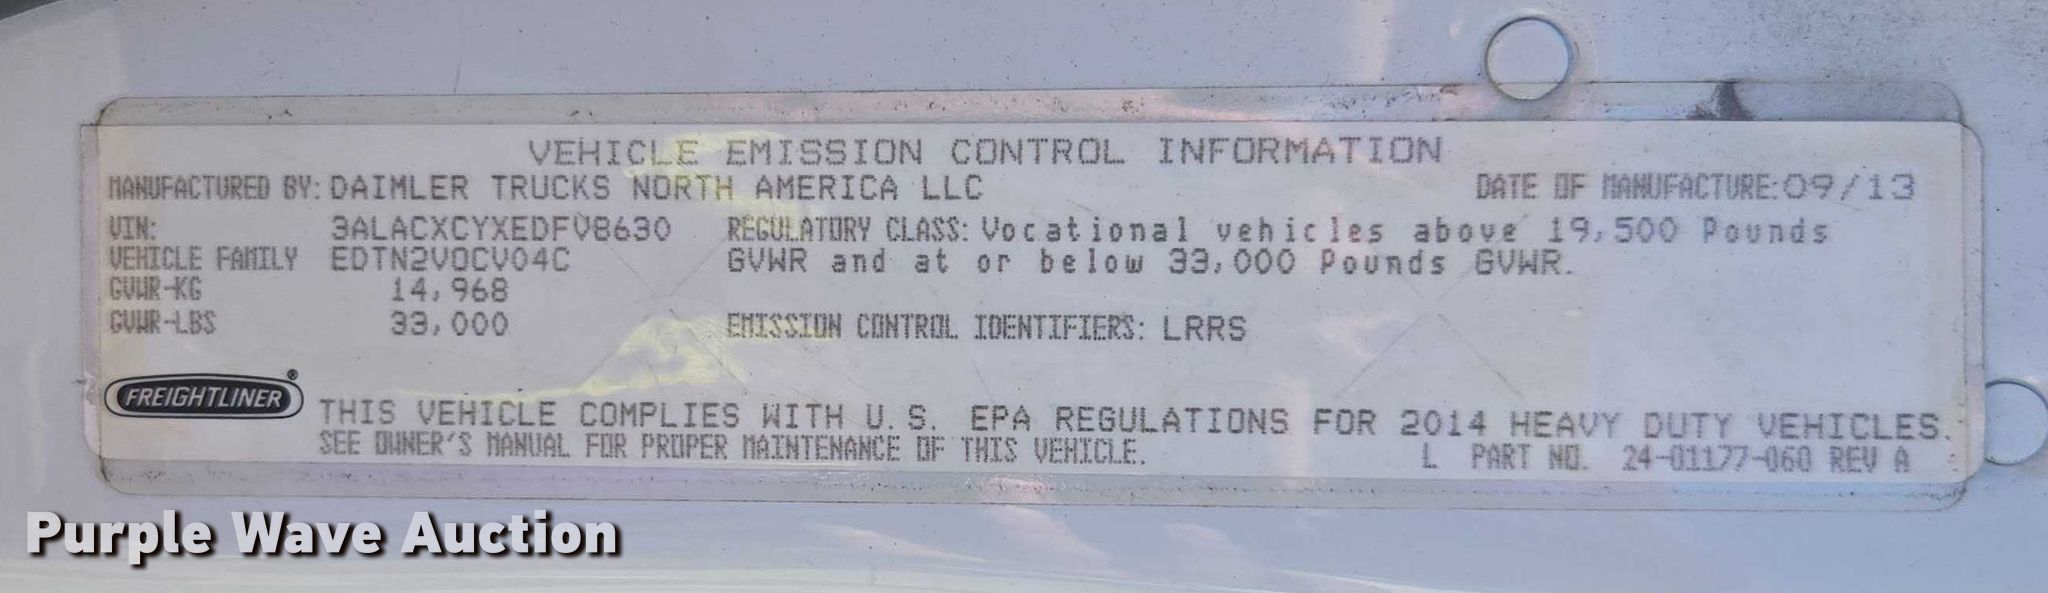 VEHICLE EMISSION CONTROL INFORMATION
MANUFACTURED BY: DAIMLER TRUCKS NORTH AMERICA LLC DATE OF MANUFACTURE: 09/13
VIN: 3ALACXCYXEDFV8630 REGULATORY CLASS: Vocational vehicles above 19,500 Pounds
VEHICLE FAMILY EDTN2VOCV04C GVWR and at or below 33,000 Pounds GVWR.
GVWR-KG 14,968
GVWR-LBS 33,000 EMISSION CONTROL IDENTIFIERS: LRRS
FREIGHTLINER®
THIS VEHICLE COMPLIES WITH U.S. EPA REGULATIONS FOR 2014 HEAVY DUTY VEHICLES.
SEE OWNER'S MANUAL FOR PROPER MAINTENANCE OF THIS VEHICLE. L PART NO. 24-01177-060 REV A
Purple Wave Auction